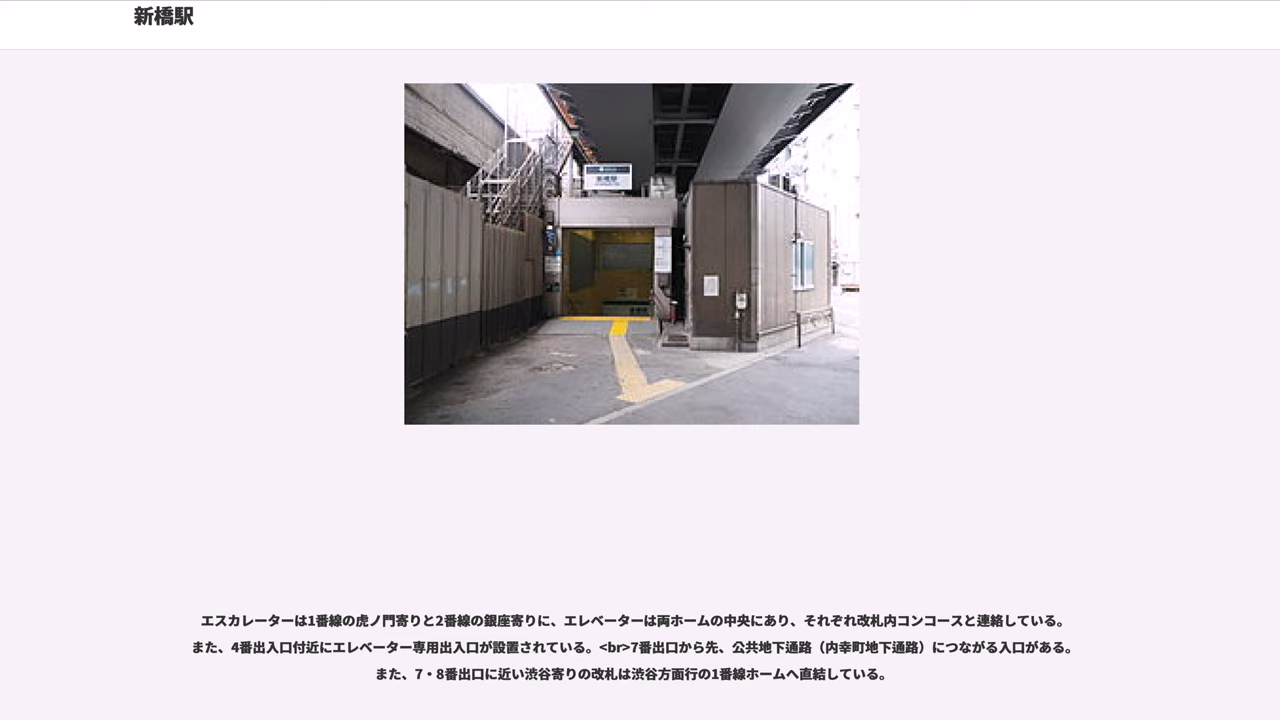 新橋駅
新橋駅
エスカレーターは1番線の虎ノ門寄りと2番線の銀座寄りに、エレベーターは両ホームの中央にあり、それぞれ改札内コンコースと連絡している。
また、4番出入口付近にエレベーター専用出入口が設置されている。<br>7番出口から先、公共地下通路（内幸町地下通路）につながる入口がある。
また、7・8番出口に近い渋谷寄りの改札は渋谷方面行の1番線ホームへ直結している。